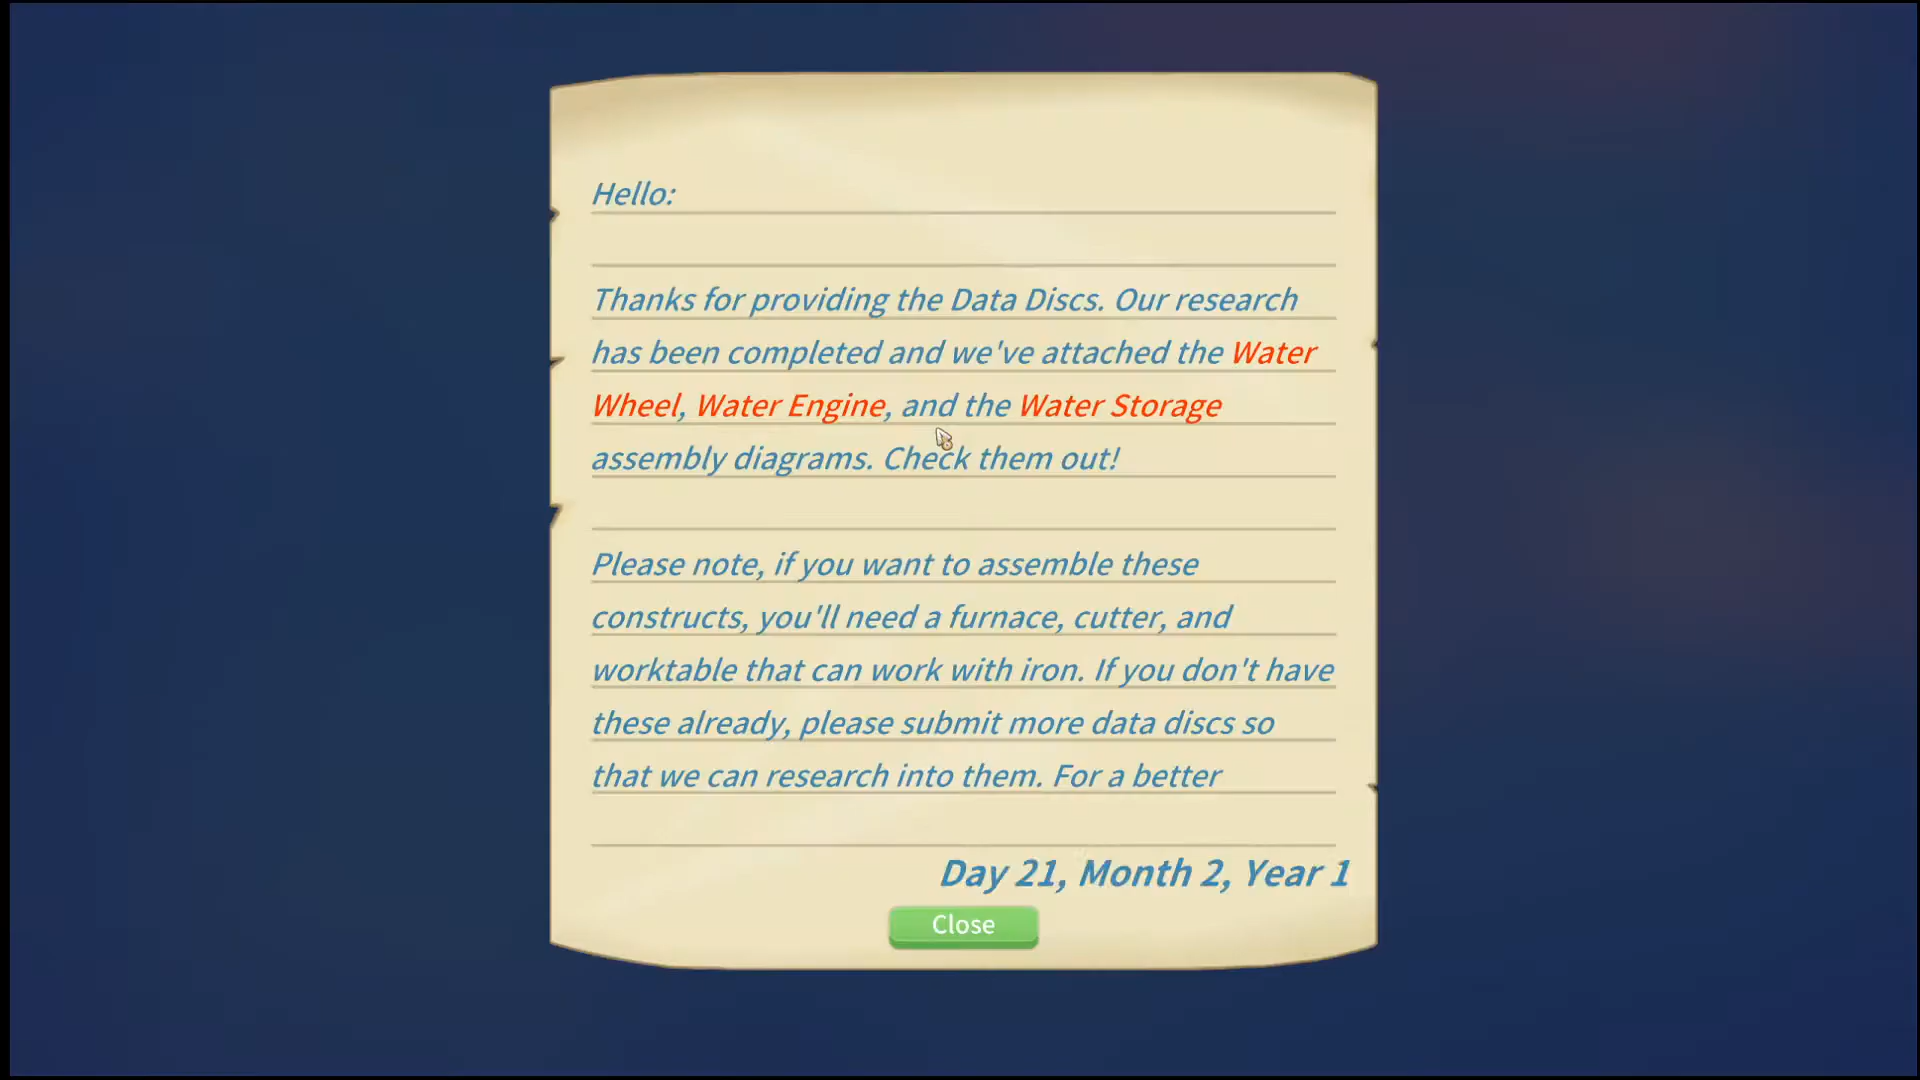 Hello:
Thanks for providing the Data Discs. Our research
has been completed and we've attached the Water
Wheel, Water Engine, and the Water Storage
assembly diagrams. Check them out!
Please note, if you want to assemble these
constructs, you'll need a furnace, cutter, and
worktable that can work with iron. If you don't have
these already, please submit more data discs so
that we can research into them. For a better
Day 21, Month 2, Year 1
Close